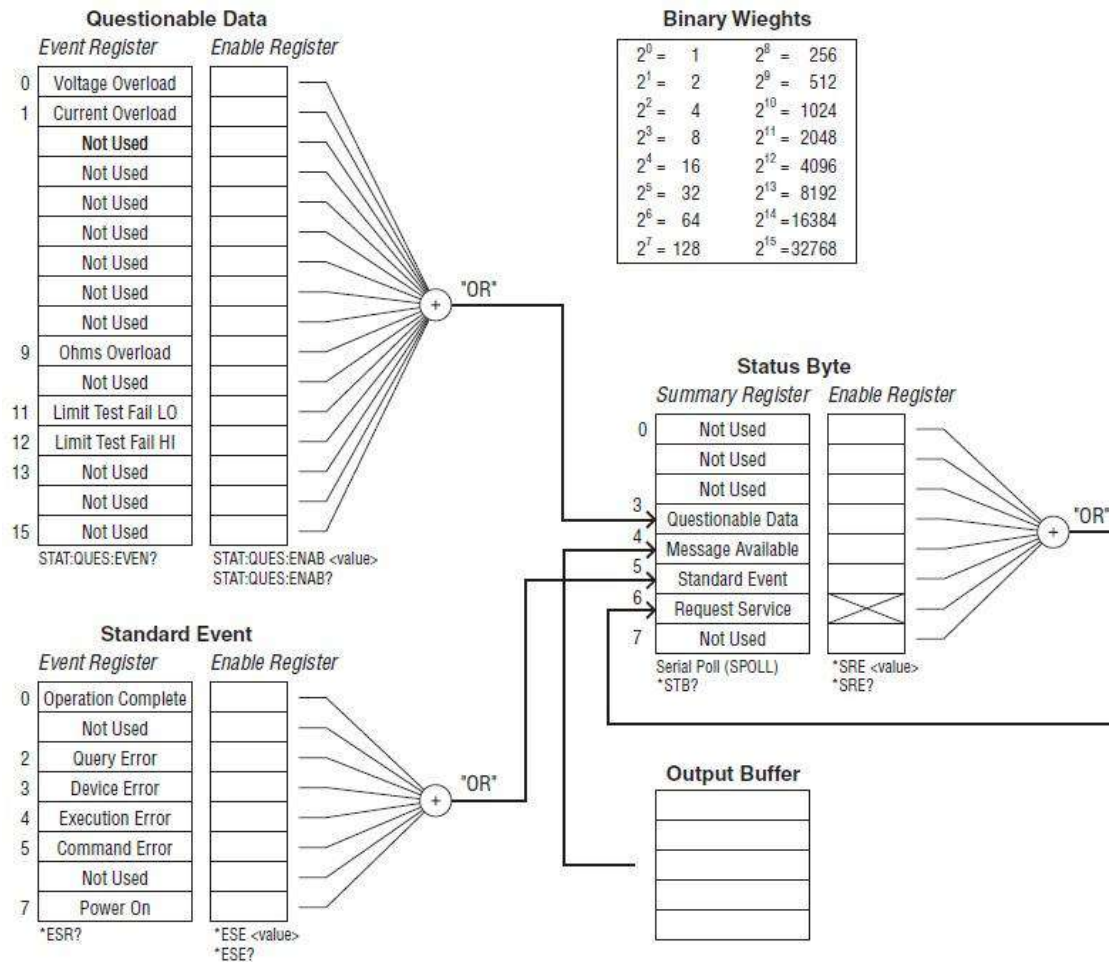 Questionable Data
Event Register Enable Register
0 Voltage Overload
1 Current Overload
Not Used
Not Used
Not Used
Not Used
Not Used
Not Used
Not Used
9 Ohms Overload
Not Used
11 Limit Test Fail LO
12 Limit Test Fail HI
13 Not Used
Not Used
15 Not Used
STAT:QUES:EVEN?
STAT:QUES:ENAB <value>
STAT:QUES:ENAB?
+ "OR"
Binary Wieghts
2⁰ = 1 2⁸ = 256
2¹ = 2 2⁹ = 512
2² = 4 2¹⁰ = 1024
2³ = 8 2¹¹ = 2048
2⁴ = 16 2¹² = 4096
2⁵ = 32 2¹³ = 8192
2⁶ = 64 2¹⁴ =16384
2⁷ = 128 2¹⁵ =32768
Status Byte
Summary Register Enable Register
0 Not Used
Not Used
Not Used
3 Questionable Data
4 Message Available
5 Standard Event
6 Request Service
7 Not Used
Serial Poll (SPOLL)
*STB?
*SRE <value>
*SRE?
+ "OR"
Standard Event
Event Register Enable Register
0 Operation Complete
Not Used
2 Query Error
3 Device Error
4 Execution Error
5 Command Error
Not Used
7 Power On
*ESR?
*ESE <value>
*ESE?
+ "OR"
Output Buffer